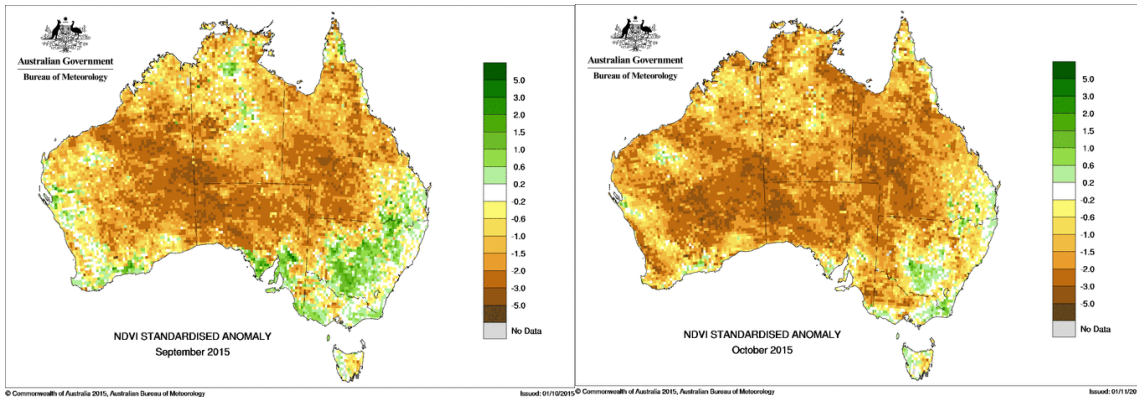 Australian Government
Bureau of Meteorology
5.0
3.0
2.0
1.5
1.0
0.6
0.2
-0.2
-0.6
-1.0
-1.5
-2.0
-3.0
-5.0
No Data
NDVI STANDARDISED ANOMALY
September 2015
© Commonwealth of Australia 2015, Australian Bureau of Meteorology
Issued: 01/10/2015
Australian Government
Bureau of Meteorology
5.0
3.0
2.0
1.5
1.0
0.6
0.2
-0.2
-0.6
-1.0
-1.5
-2.0
-3.0
-5.0
No Data
NDVI STANDARDISED ANOMALY
October 2015
© Commonwealth of Australia 2015, Australian Bureau of Meteorology
Issued: 01/11/2015